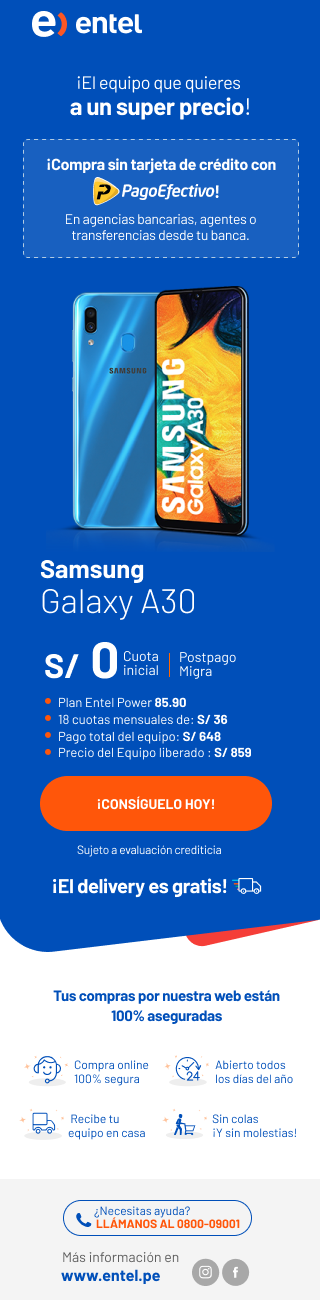 entel
¡El equipo que quieres
a un super precio!
¡Compra sin tarjeta de crédito con
PagoEfectivo!
En agencias bancarias, agentes o
transferencias desde tu banca.
SAMSUNG
SAMSUNG
Galaxy A30
Samsung
Galaxy A30
S/ 0 Cuota inicial | Postpago Migra
Plan Entel Power 85.90
18 cuotas mensuales de: S/ 36
Pago total del equipo: S/ 648
Precio del Equipo liberado : S/ 859
¡CONSÍGUELO HOY!
Sujeto a evaluación crediticia
¡El delivery es gratis!
Tus compras por nuestra web están
100% aseguradas
Compra online
100% segura
24
Abierto todos
los días del año
Recibe tu
equipo en casa
Sin colas
¡Y sin molestias!
¿Necesitas ayuda?
LLÁMANOS AL 0800-09001
Más información en
www.entel.pe